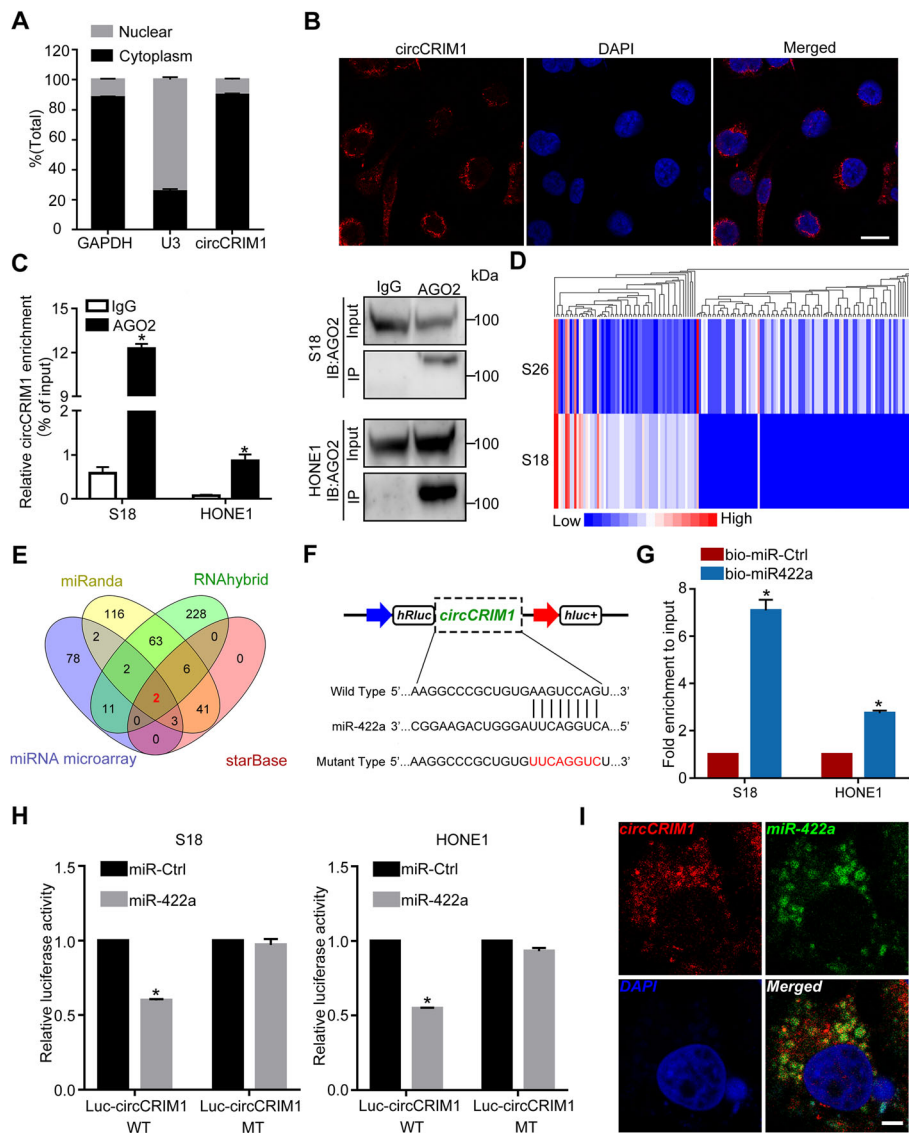 A
Nuclear
Cytoplasm
120
100
80
60
40
20
0
%(Total)
GAPDH U3 circCRIM1
B
circCRIM1 DAPI Merged
C
IgG
AGO2
15
12
9
2
1
0
Relative circCRIM1 enrichment
(% of input)
*
*
S18 HONE1
IgG AGO2 kDa
S18
IB:AGO2
Input
100
IP
100
HONE1
IB:AGO2
Input
100
IP
100
D
S26
S18
Low High
E
miRanda RNAhybrid
116 228
2 63 0
78 2 6 0
2
11 0 3 41
0
miRNA microarray starBase
F
hRluc circCRIM1 hluc+
Wild Type 5'...AAGGCCCGCUGUGAAGUCCAGU...3'
miR-422a 3'...CGGAAGACUGGGAUUCAGGUCA...5'
Mutant Type 5'...AAGGCCCGCUGUGUUCAGGUCU...3'
G
bio-miR-Ctrl
bio-miR422a
8
6
4
2
0
Fold enrichment to input
*
*
S18 HONE1
H
S18
miR-Ctrl
miR-422a
1.5
1.0
0.5
0.0
Relative luciferase activity
*
Luc-circCRIM1 Luc-circCRIM1
WT MT
HONE1
miR-Ctrl
miR-422a
1.5
1.0
0.5
0.0
Relative luciferase activity
*
Luc-circCRIM1 Luc-circCRIM1
WT MT
I
circCRIM1 miR-422a
DAPI Merged